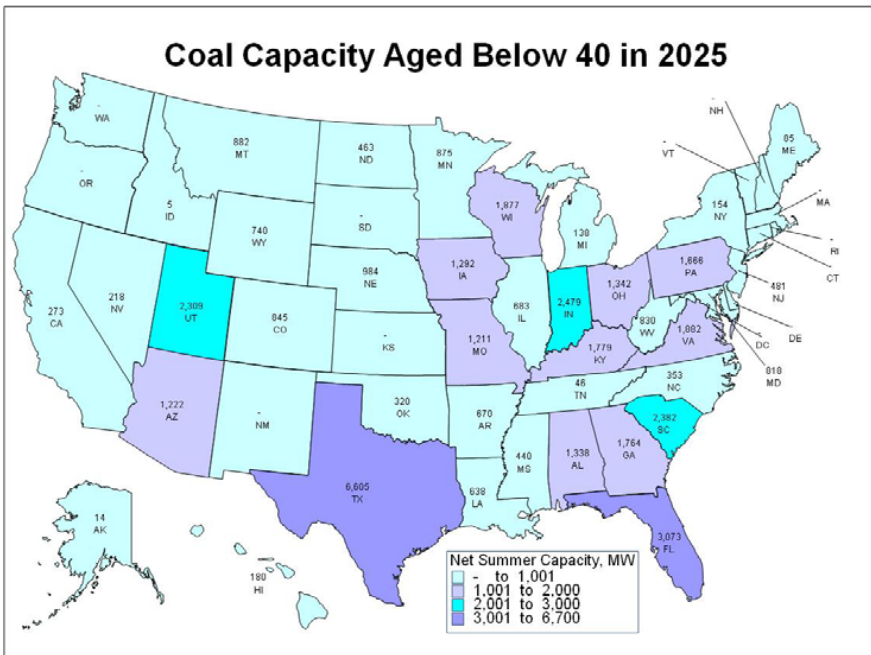 Coal Capacity Aged Below 40 in 2025
-
WA
-
OR
5
ID
882
MT
463
ND
876
MN
-
SD
740
WY
1,877
WI
138
MI
154
NY
-
VT
-
NH
85
ME
-
MA
-
RI
CT
481
NJ
DE
DC
818
MD
1,666
PA
1,342
OH
2,479
IN
683
IL
1,292
IA
984
NE
845
CO
2,309
UT
218
NV
273
CA
-
KS
1,211
MO
1,779
KY
830
WV
1,882
VA
353
NC
46
TN
320
OK
670
AR
-
NM
1,222
AZ
6,605
TX
638
LA
440
MS
1,338
AL
1,764
GA
2,382
SC
3,073
FL
14
AK
180
HI
Net Summer Capacity, MW
- to 1,001
1,001 to 2,000
2,001 to 3,000
3,001 to 6,700